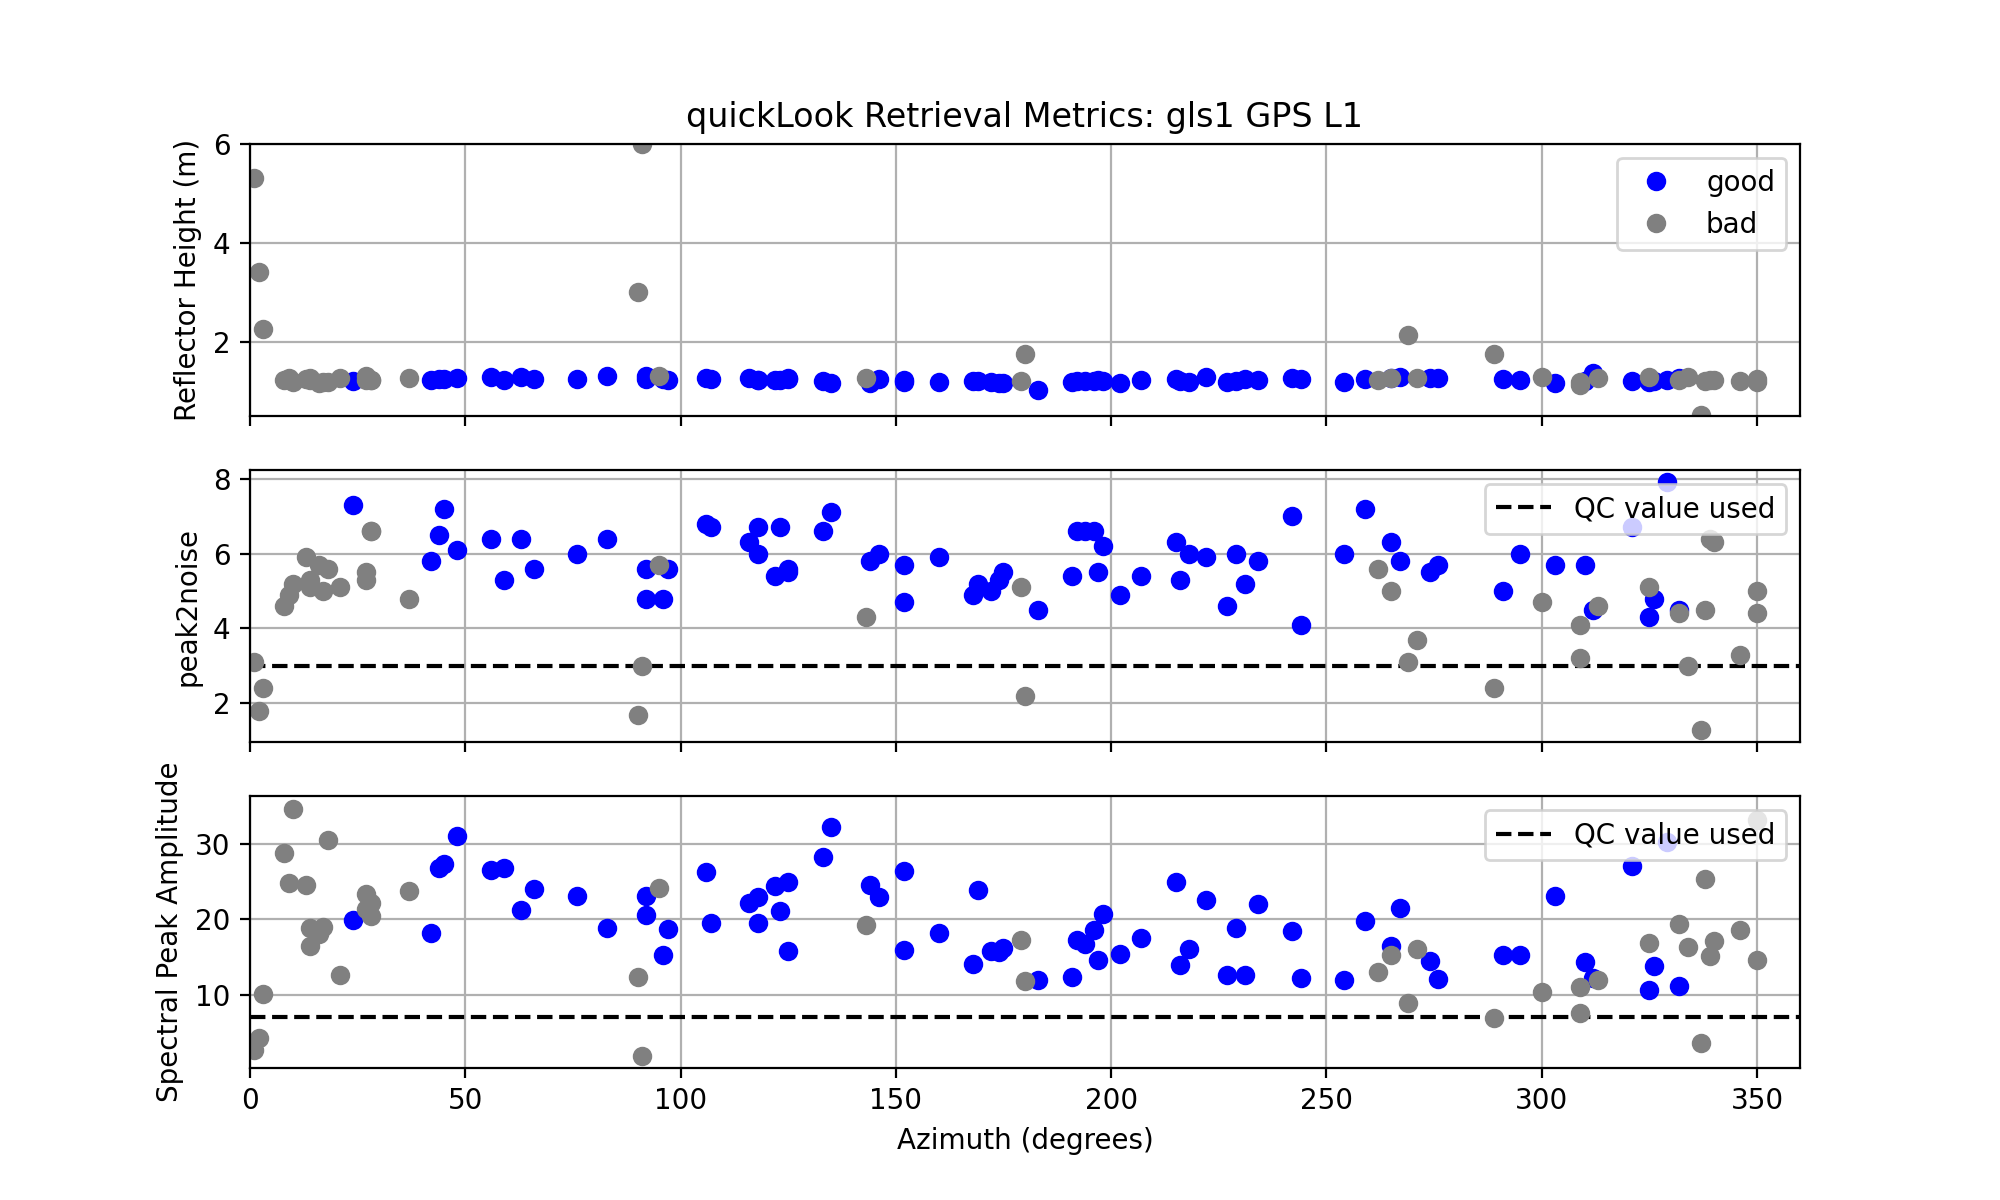 quickLook Retrieval Metrics: gls1 GPS L1
Reflector Height (m)
6
4
2
good
bad
peak2noise
8
6
4
2
QC value used
Spectral Peak Amplitude
30
20
10
QC value used
0 50 100 150 200 250 300 350
Azimuth (degrees)